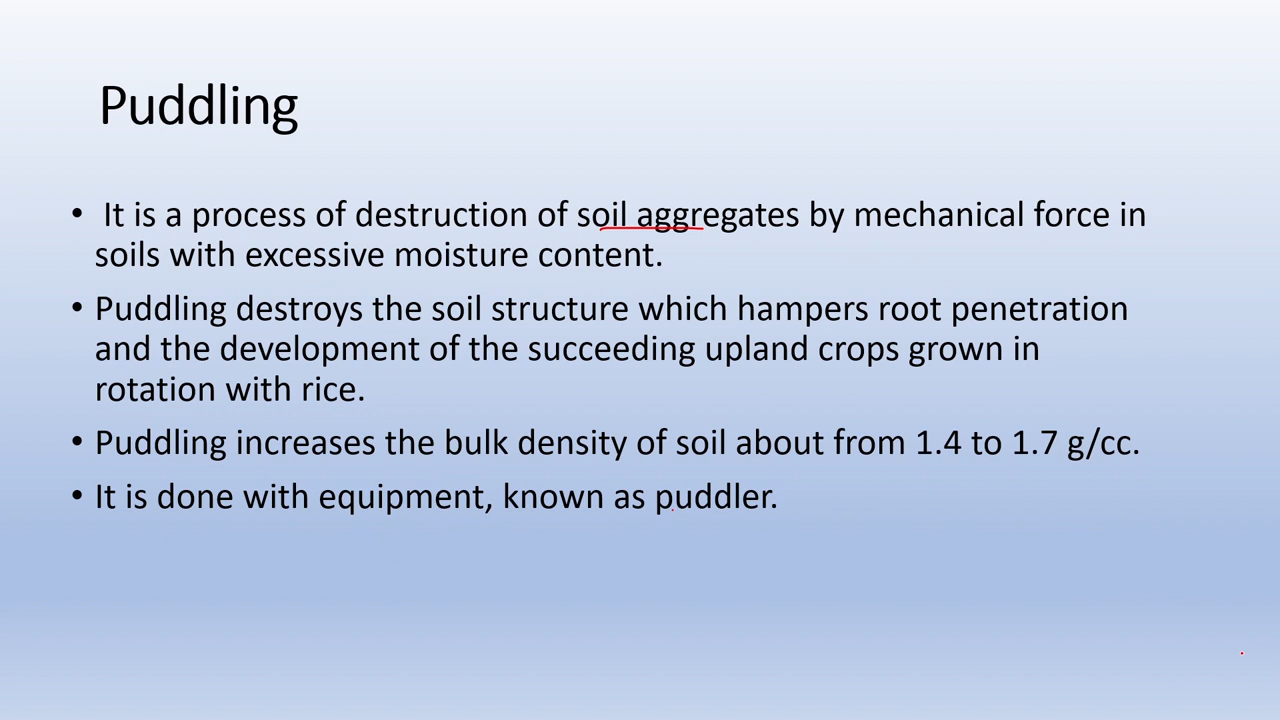 Puddling
• It is a process of destruction of soil aggregates by mechanical force in
soils with excessive moisture content.
• Puddling destroys the soil structure which hampers root penetration
and the development of the succeeding upland crops grown in
rotation with rice.
• Puddling increases the bulk density of soil about from 1.4 to 1.7 g/cc.
• It is done with equipment, known as puddler.